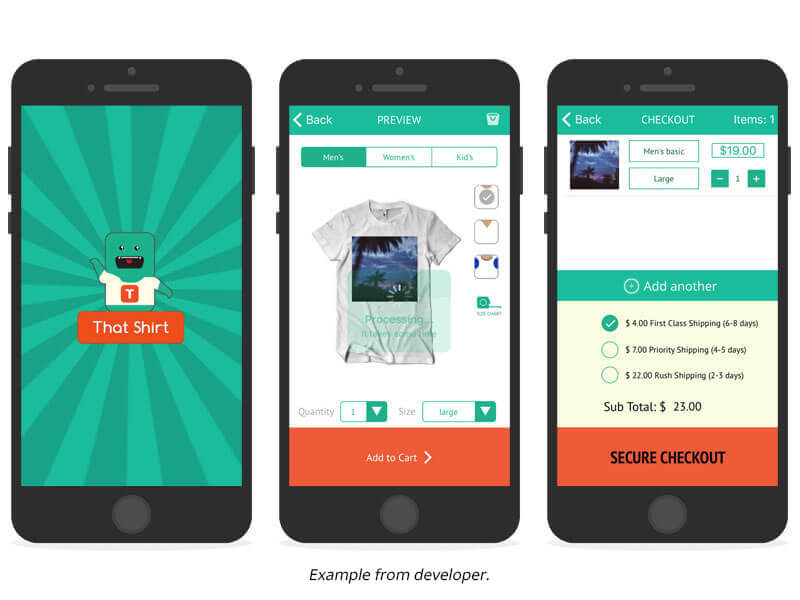 T
That Shirt
Back
PREVIEW
Men's
Women's
Kid's
Processing...
It takes some time
SIZE CHART
Quantity
1
Size
large
Add to Cart
Back
CHECKOUT
Items: 1
Men's basic
$19.00
Large
− 1 +
Add another
$ 4.00 First Class Shipping (6-8 days)
$ 7.00 Priority Shipping (4-5 days)
$ 22.00 Rush Shipping (2-3 days)
Sub Total: $ 23.00
SECURE CHECKOUT
Example from developer.